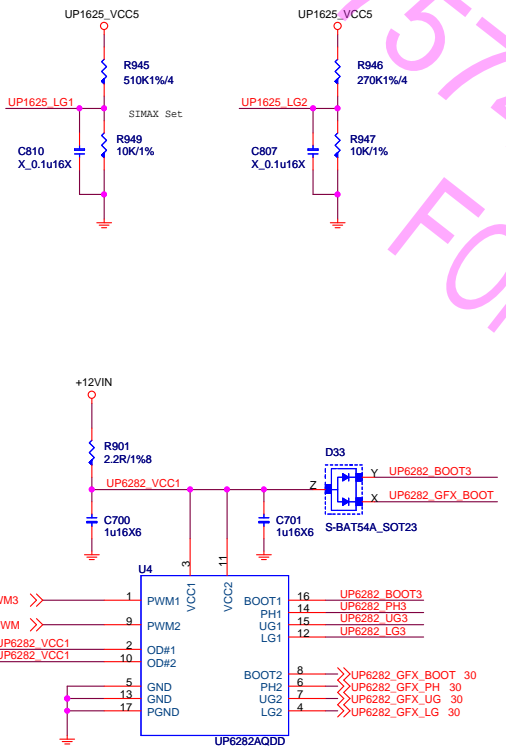 UP1625_VCC5 UP1625_VCC5
R945 R946
510K1%/4 270K1%/4
UP1625_LG1 UP1625_LG2
SIMAX Set
R949 R947
10K/1% 10K/1%
C810 C807
X_0.1u16X X_0.1u16X
+12VIN
R901
2.2R/1%8
D33
UP6282_VCC1 Z Y UP6282_BOOT3
X UP6282_GFX_BOOT
C700 C701
1u16X6 1u16X6
S-BAT54A_SOT23
U4
3 11
VCC1 VCC2
WM3 1 PWM1 BOOT1 16 UP6282_BOOT3
PH1 14 UP6282_PH3
WM 9 PWM2 UG1 15 UP6282_UG3
LG1 12 UP6282_LG3
UP6282_VCC1 2 OD#1
UP6282_VCC1 10 OD#2
BOOT2 8 UP6282_GFX_BOOT 30
5 GND PH2 6 UP6282_GFX_PH 30
13 GND UG2 7 UP6282_GFX_UG 30
17 PGND LG2 4 UP6282_GFX_LG 30
UP6282AQDD